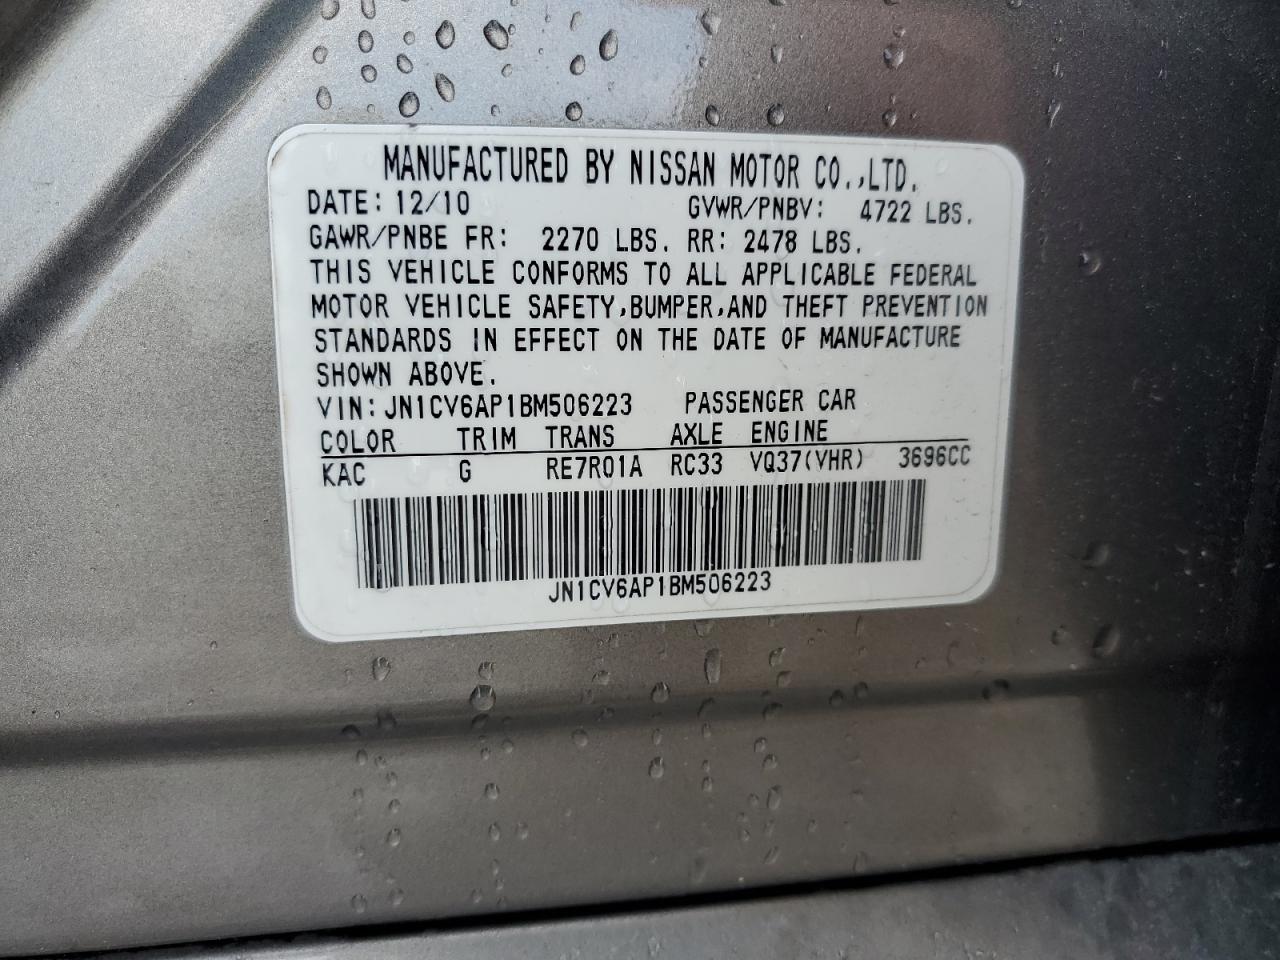 MANUFACTURED BY NISSAN MOTOR CO.,LTD.
DATE: 12/10 GVWR/PNBV: 4722 LBS.
GAWR/PNBE FR: 2270 LBS. RR: 2478 LBS.
THIS VEHICLE CONFORMS TO ALL APPLICABLE FEDERAL
MOTOR VEHICLE SAFETY,BUMPER,AND THEFT PREVENTION
STANDARDS IN EFFECT ON THE DATE OF MANUFACTURE
SHOWN ABOVE.
VIN:JN1CV6AP1BM506223 PASSENGER CAR
COLOR TRIM TRANS AXLE ENGINE
KAC G RE7R01A RC33 VQ37(VHR) 3696CC
JN1CV6AP1BM506223